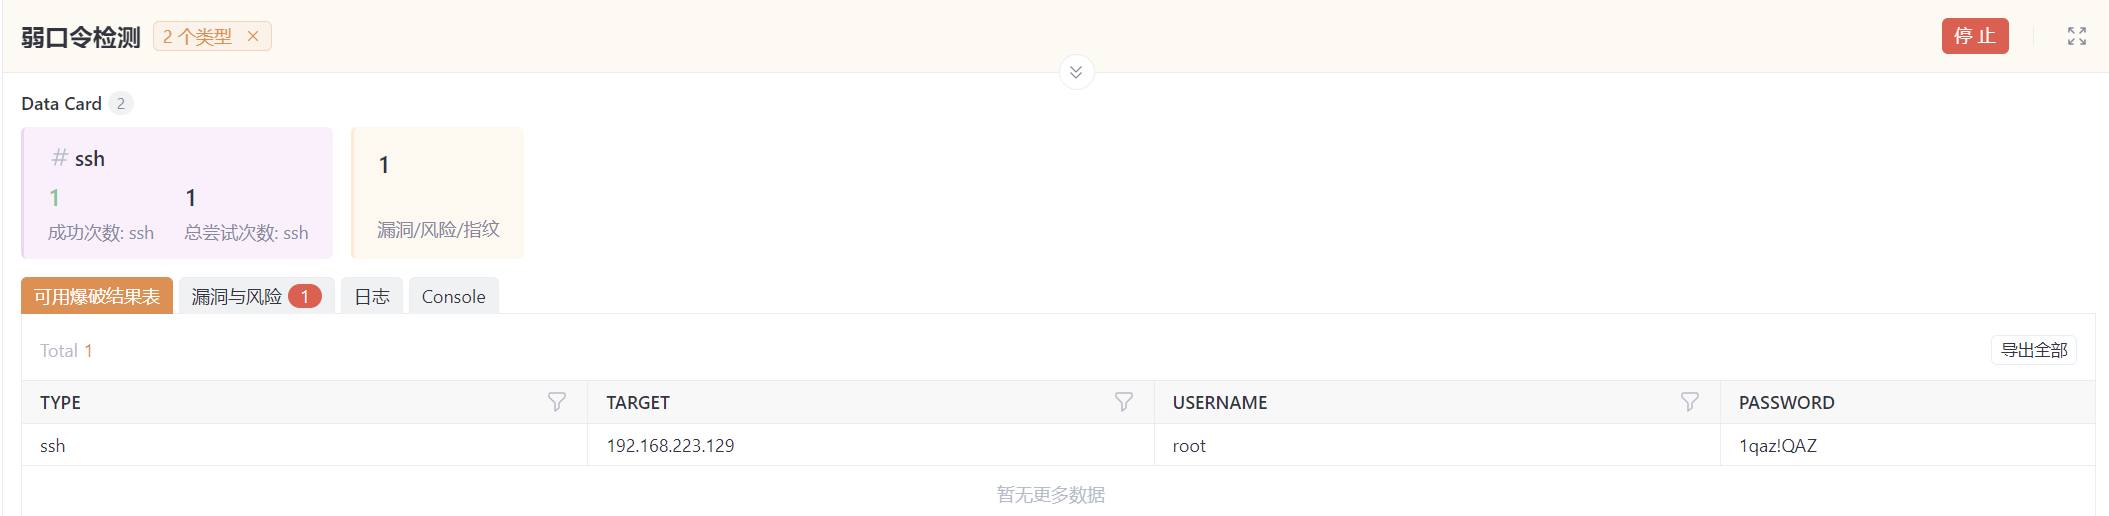 弱口令检测 2 个类型 ×
停 止
Data Card 2
# ssh
1 1
成功次数: ssh 总尝试次数: ssh
1
漏洞/风险/指纹
可用爆破结果表 漏洞与风险 1 日志 Console
Total 1 导出全部
TYPE TARGET USERNAME PASSWORD
ssh 192.168.223.129 root 1qaz!QAZ
暂无更多数据